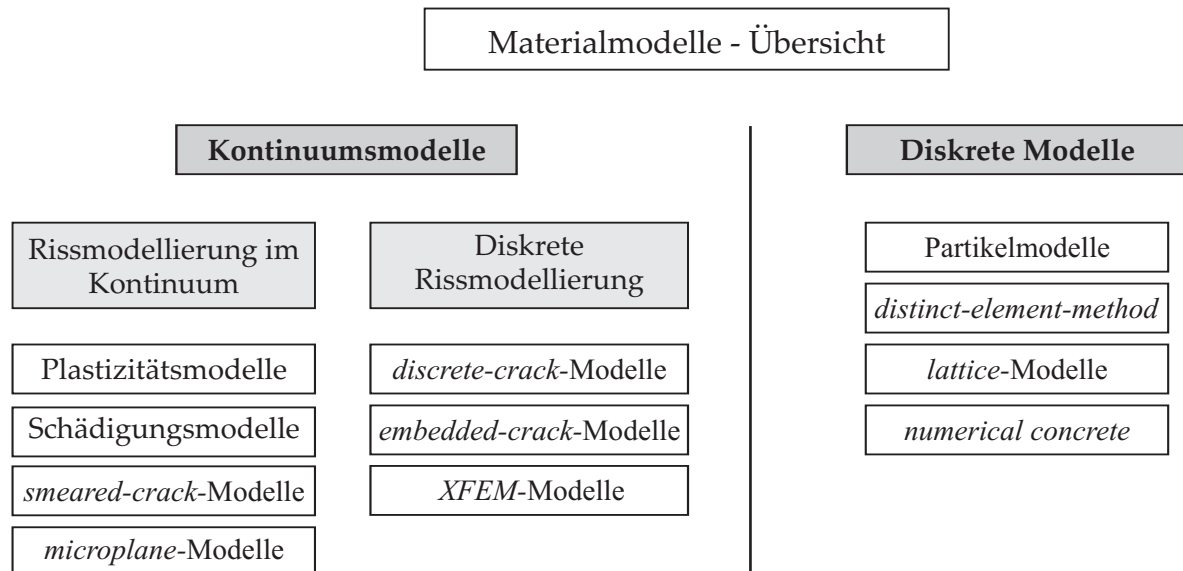 Materialmodelle - Übersicht
Kontinuumsmodelle
Rissmodellierung im
Kontinuum
Plastizitätsmodelle
Schädigungsmodelle
smeared-crack-Modelle
microplane-Modelle
Diskrete
Rissmodellierung
discrete-crack-Modelle
embedded-crack-Modelle
XFEM-Modelle
Diskrete Modelle
Partikelmodelle
distinct-element-method
lattice-Modelle
numerical concrete